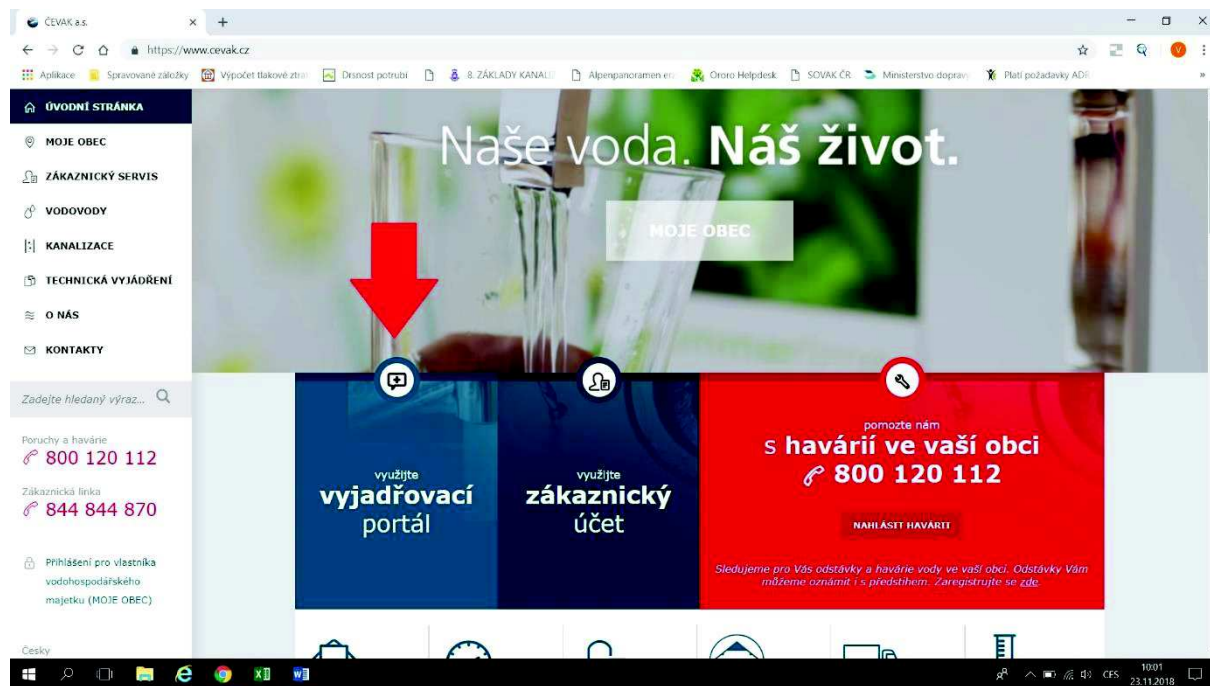 ČEVAK a.s.
https://www.cevak.cz
Aplikace
Spravované záložky
Výpočet tlakové ztrá
Drsnost potrubí
8. ZÁKLADY KANALI
Alpenpanoramen er
Ororo Helpdesk
SOVAK ČR
Ministerstvo dopravy
Platí požadavky ADR
»
ÚVODNÍ STRÁNKA
MOJE OBEC
ZÁKAZNICKÝ SERVIS
VODOVODY
KANALIZACE
TECHNICKÁ VYJÁDŘENÍ
O NÁS
KONTAKTY
Zadejte hledaný výraz...
Poruchy a havárie
800 120 112
Zákaznická linka
844 844 870
Přihlášení pro vlastníka
vodohospodářského
majetku (MOJE OBEC)
Česky
Naše voda. Náš život.
MOJE OBEC
využijte
vyjadřovací
portál
využijte
zákaznický
účet
pomozte nám
s havárií ve vaší obci
800 120 112
NAHLÁSIT HAVÁRII
Sledujeme pro Vás odstávky a havárie vody ve vaší obci. Odstávky Vám
můžeme oznámit i s předstihem. Zaregistrujte se zde.
V
CES
10:01
23.11.2018